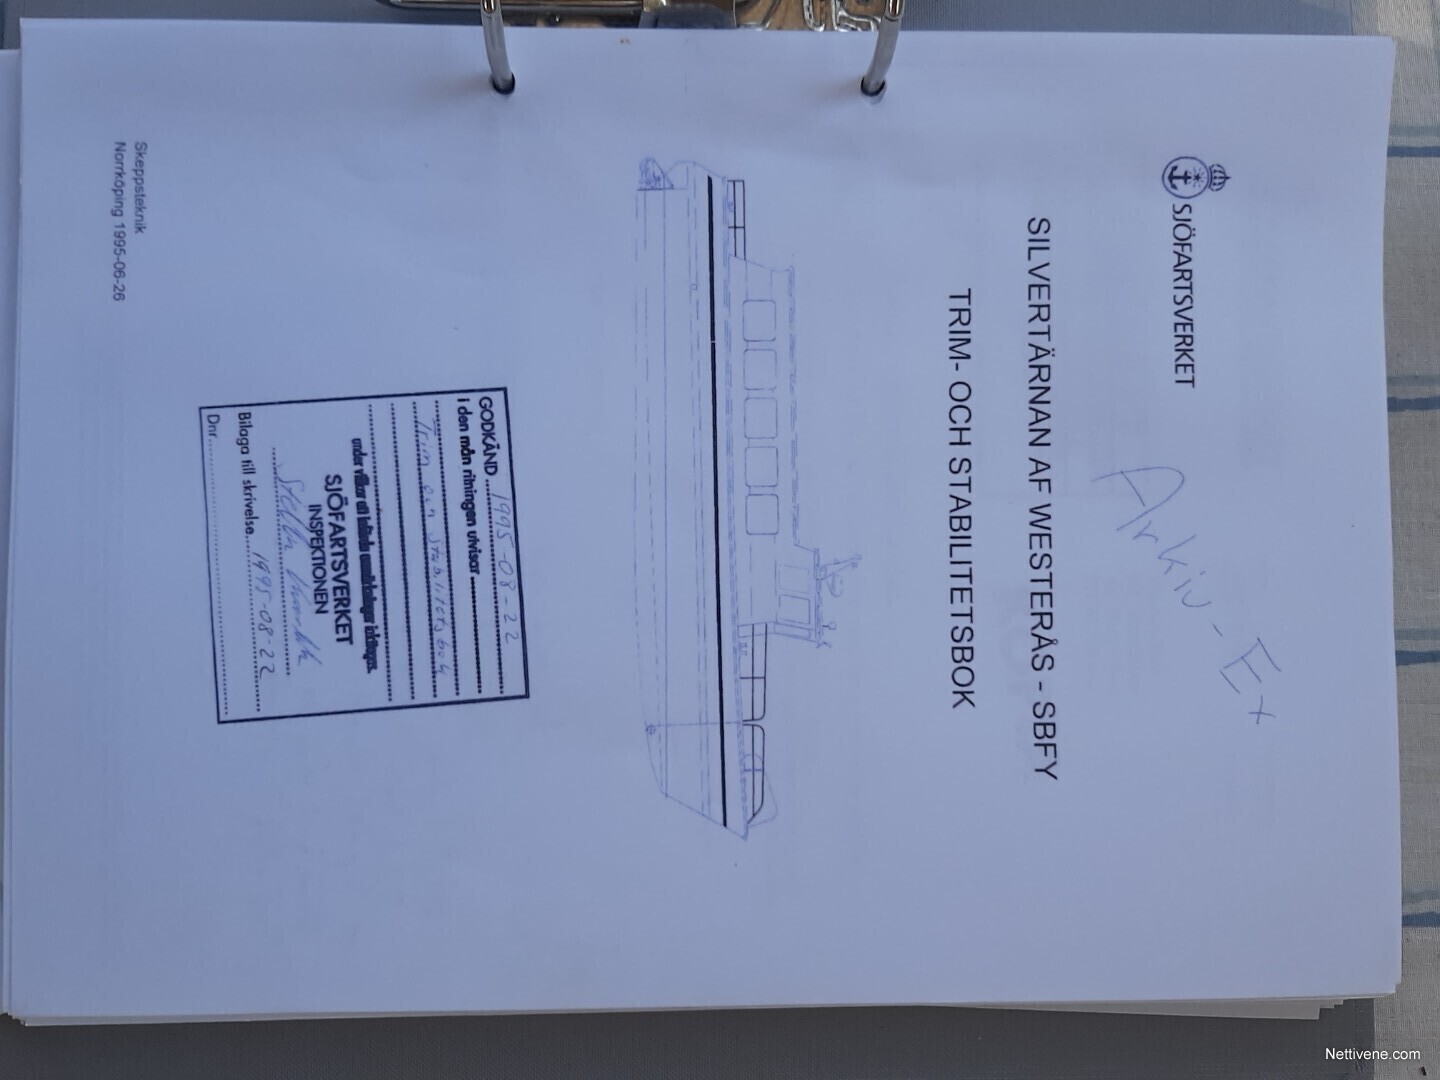 SJÖFARTSVERKET
Arkiv - Ex
SILVERTÄRNAN AF WESTERÅS - SBFY
TRIM- OCH STABILITETSBOK
GODKÄND 1995-08-22
i den mån ritningen utvisar
Trim och stabilitetsbok
SJÖFARTSVERKET
INSPEKTIONEN
Bilaga till skrivelse 1995-08-22
Dnr
Skeppsteknik
Norrköping 1995-06-26
Nettivene.com